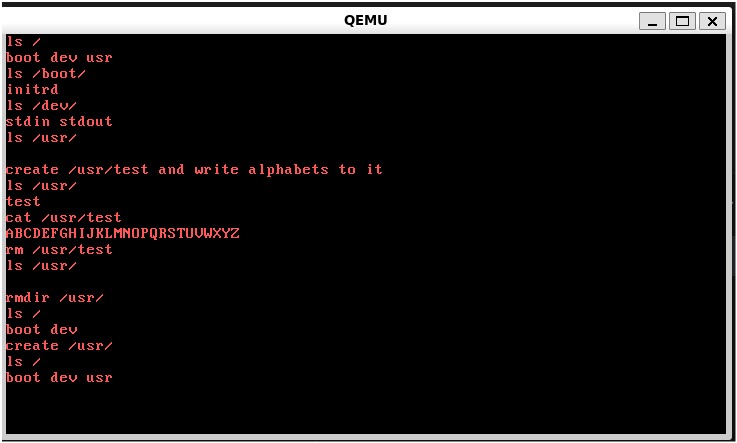 QEMU
ls /
boot dev usr
ls /boot/
initrd
ls /dev/
stdin stdout
ls /usr/
create /usr/test and write alphabets to it
ls /usr/
test
cat /usr/test
ABCDEFGHIJKLMNOPQRSTUVWXYZ
rm /usr/test
ls /usr/
rmdir /usr/
ls /
boot dev
create /usr/
ls /
boot dev usr